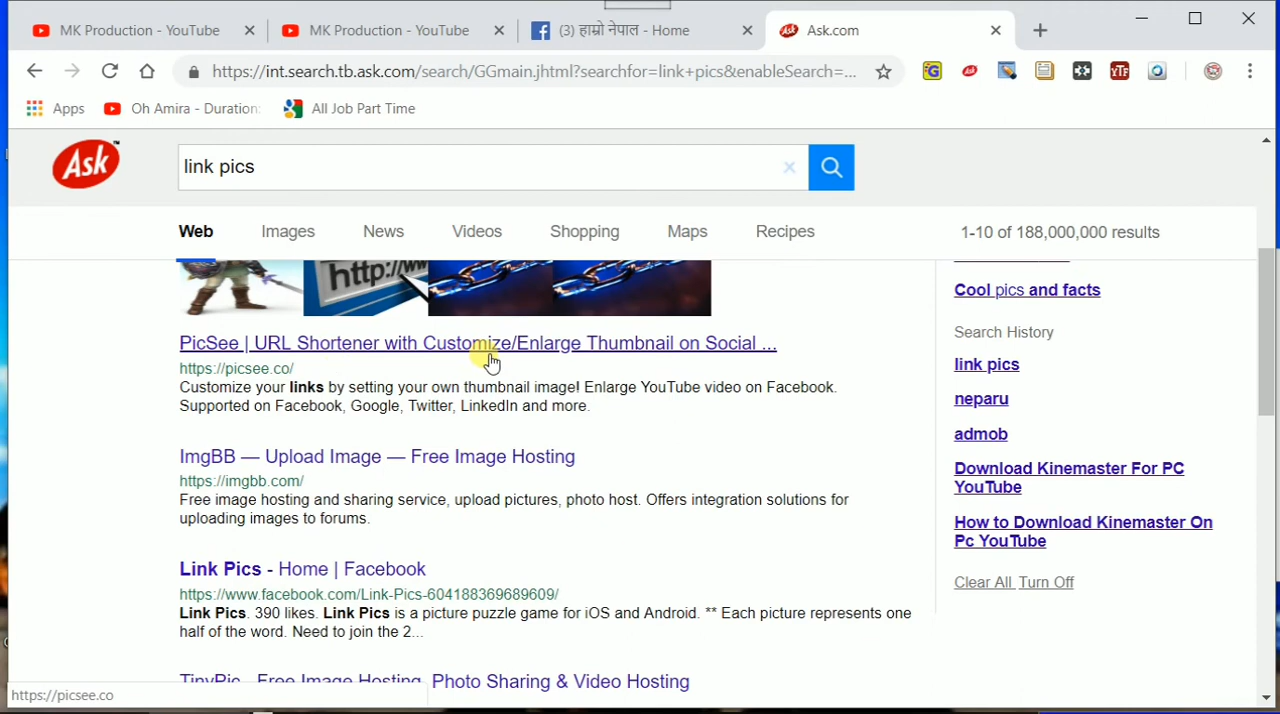 MK Production - YouTube
MK Production - YouTube
(3) हाम्रो नेपाल - Home
Ask.com
https://int.search.tb.ask.com/search/GGmain.jhtml?searchfor=link+pics&enableSearch=...
Apps
Oh Amira - Duration:
All Job Part Time
Ask
link pics
Web
Images
News
Videos
Shopping
Maps
Recipes
1-10 of 188,000,000 results
http://ww
PicSee | URL Shortener with Customize/Enlarge Thumbnail on Social ...
https://picsee.co/
Customize your links by setting your own thumbnail image! Enlarge YouTube video on Facebook.
Supported on Facebook, Google, Twitter, LinkedIn and more.
ImgBB — Upload Image — Free Image Hosting
https://imgbb.com/
Free image hosting and sharing service, upload pictures, photo host. Offers integration solutions for
uploading images to forums.
Link Pics - Home | Facebook
https://www.facebook.com/Link-Pics-604188369689609/
Link Pics. 390 likes. Link Pics is a picture puzzle game for iOS and Android. ** Each picture represents one
half of the word. Need to join the 2...
TinyPic - Free Image Hosting, Photo Sharing & Video Hosting
https://picsee.co
Cool pics and facts
Search History
link pics
neparu
admob
Download Kinemaster For PC
YouTube
How to Download Kinemaster On
Pc YouTube
Clear All Turn Off